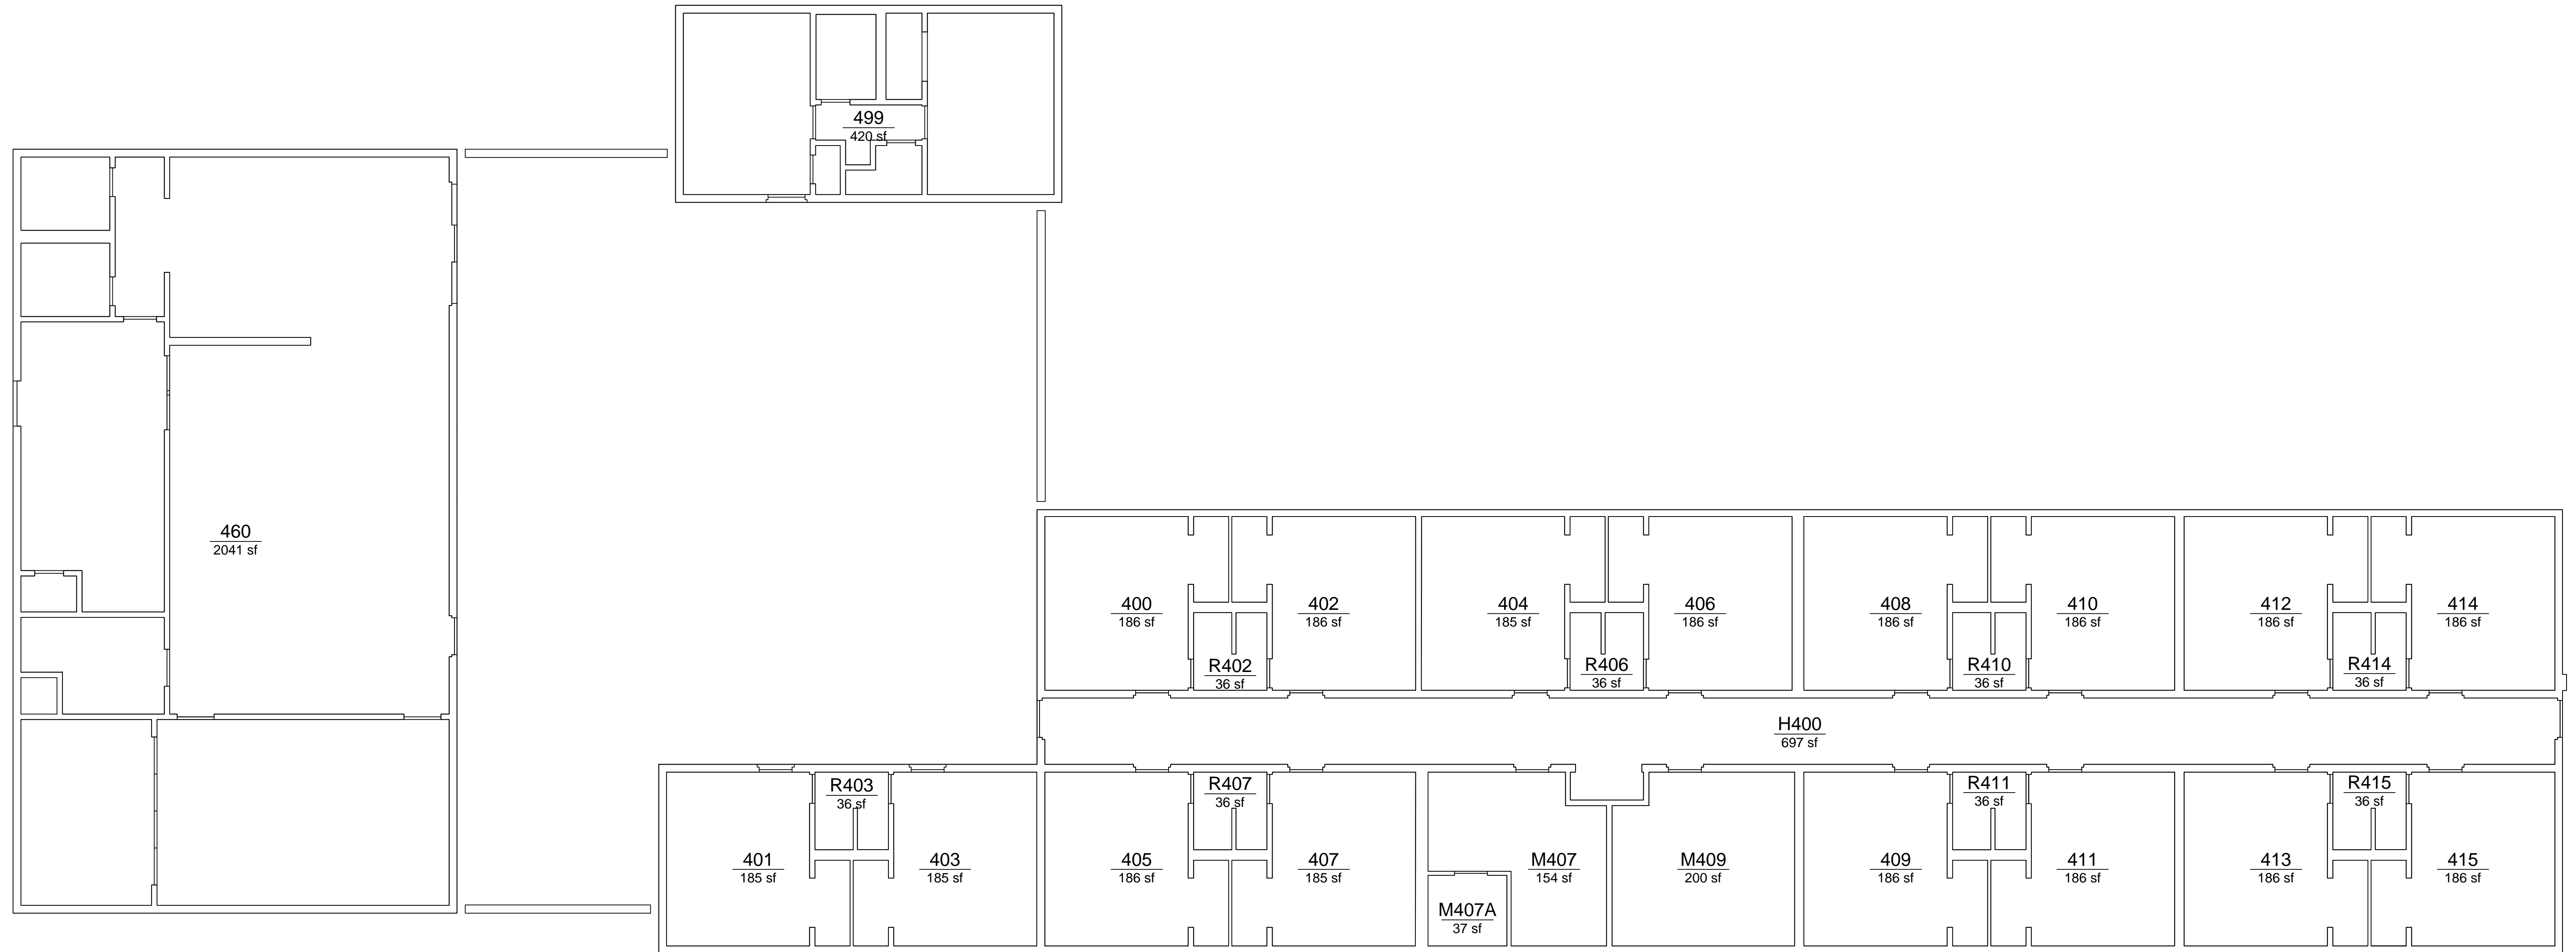 499
420 sf
460
2041 sf
400
186 sf
402
186 sf
404
185 sf
406
186 sf
408
186 sf
410
186 sf
412
186 sf
414
186 sf
R402
36 sf
R406
36 sf
R410
36 sf
R414
36 sf
H400
697 sf
R403
36 sf
R407
36 sf
R411
36 sf
R415
36 sf
401
185 sf
403
185 sf
405
186 sf
407
185 sf
M407
154 sf
M409
200 sf
409
186 sf
411
186 sf
413
186 sf
415
186 sf
M407A
37 sf